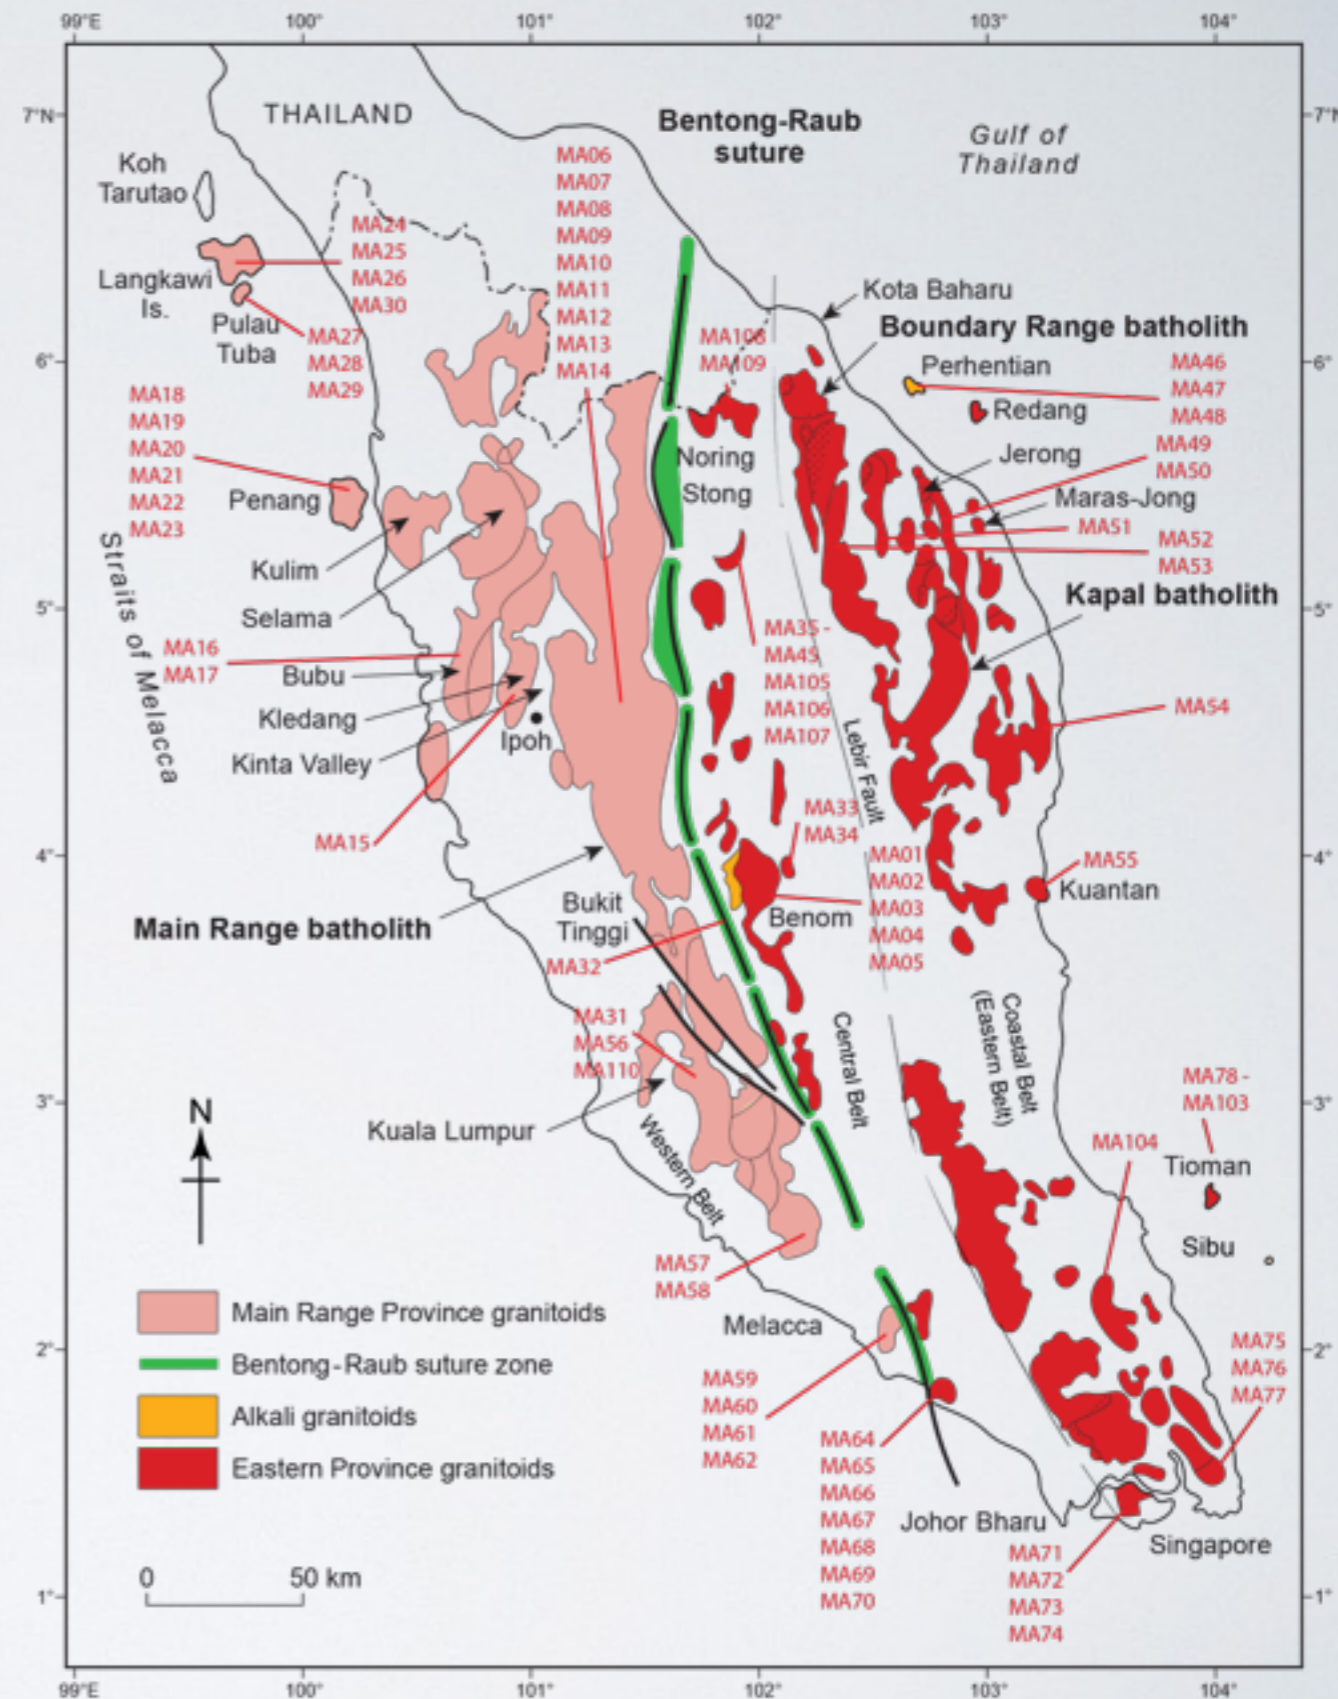 99°E 100° 101° 102° 103° 104°
7°N
7°N
THAILAND
Bentong-Raub
suture
Gulf of
Thailand
Koh
Tarutao
MA06
MA07
MA08
MA09
MA10
MA11
MA12
MA13
MA14
MA24
MA25
MA26
MA30
Langkawi
Is.
Pulau
Tuba
MA27
MA28
MA29
Kota Baharu
Boundary Range batholith
MA108
MA109
6°
6°
Perhentian
MA46
MA47
MA48
Redang
MA18
MA19
MA20
MA21
MA22
MA23
Penang
Noring
Stong
Jerong
MA49
MA50
Maras-Jong
MA51
MA52
MA53
Straits of Melacca
Kulim
Selama
5°
5°
Kapal batholith
MA16
MA17
Bubu
Kledang
Kinta Valley
Ipoh
MA35 -
MA45
MA105
MA106
MA107
MA54
Lebir Fault
MA15
MA33
MA34
4°
4°
MA01
MA02
MA03
MA04
MA05
MA55
Kuantan
Main Range batholith
Bukit
Tinggi
Benom
MA32
MA31
MA56
MA110
Central Belt
Coastal Belt
(Eastern Belt)
MA78 -
MA103
3°
3°
N
Kuala Lumpur
Western Belt
MA104
Tioman
Sibu
MA57
MA58
Main Range Province granitoids
Melacca
2°
2°
Bentong-Raub suture zone
MA75
MA76
MA77
MA59
MA60
MA61
MA62
Alkali granitoids
Eastern Province granitoids
MA64
MA65
MA66
MA67
MA68
MA69
MA70
Johor Bharu
Singapore
MA71
MA72
MA73
MA74
0 50 km
1°
1°
99°E 100° 101° 102° 103° 104°